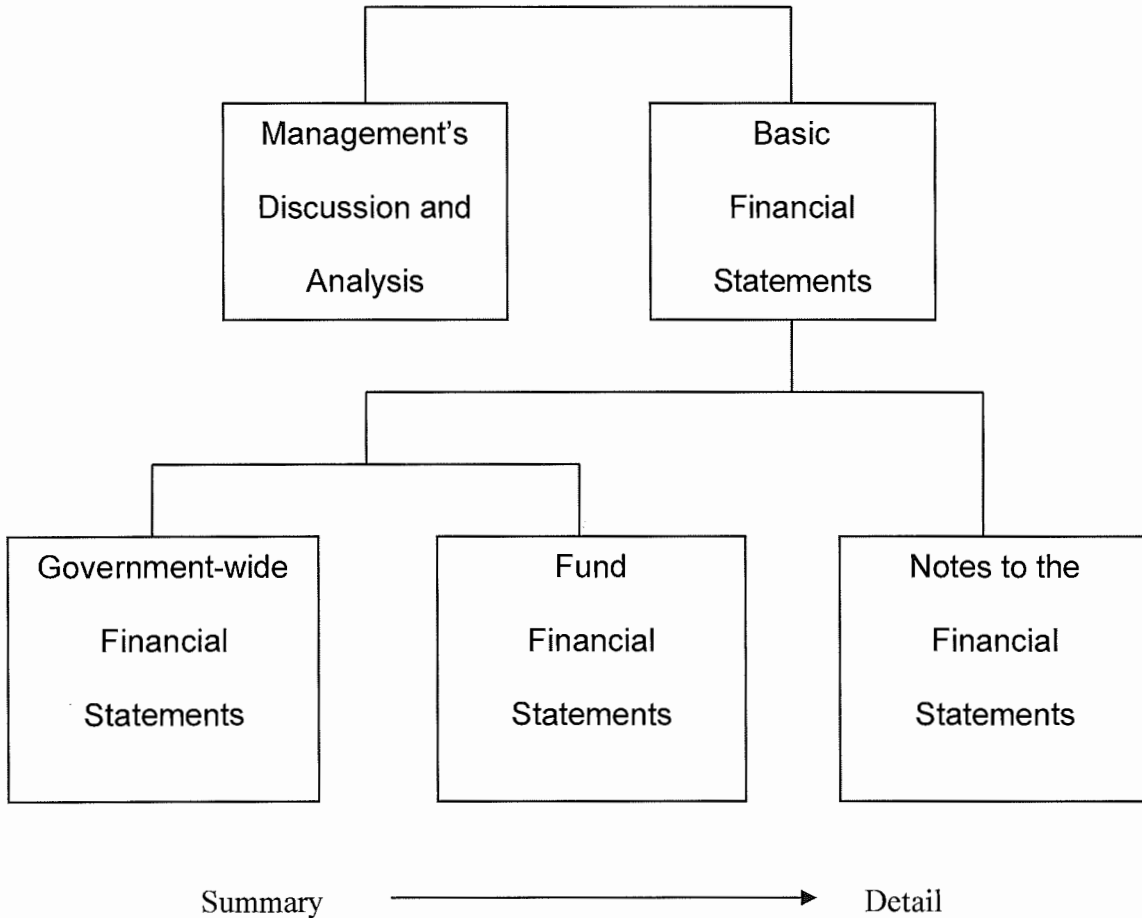 Management's
Discussion and
Analysis
Basic
Financial
Statements
Government-wide
Financial
Statements
Fund
Financial
Statements
Notes to the
Financial
Statements
Summary
Detail